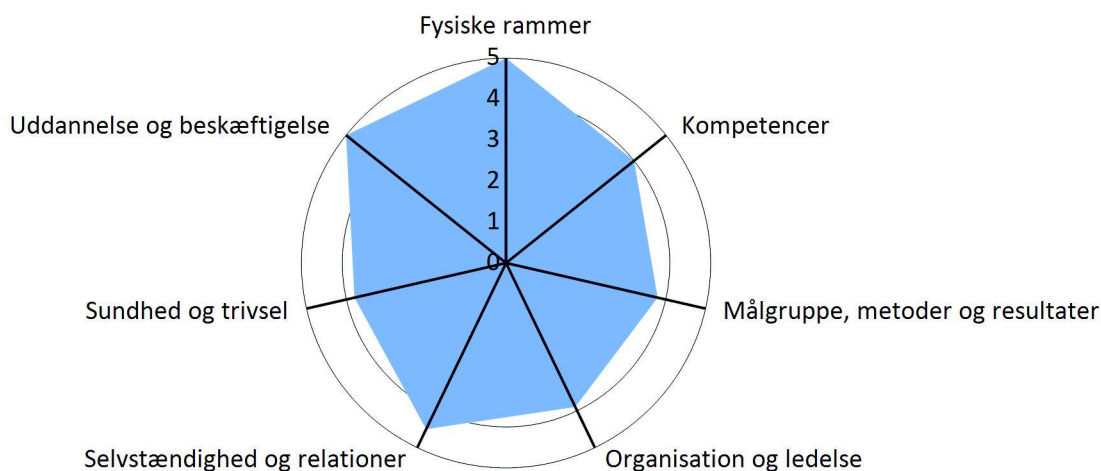 Fysiske rammer
5
4
3
2
1
0
Kompetencer
Målgruppe, metoder og resultater
Organisation og ledelse
Selvstændighed og relationer
Sundhed og trivsel
Uddannelse og beskæftigelse